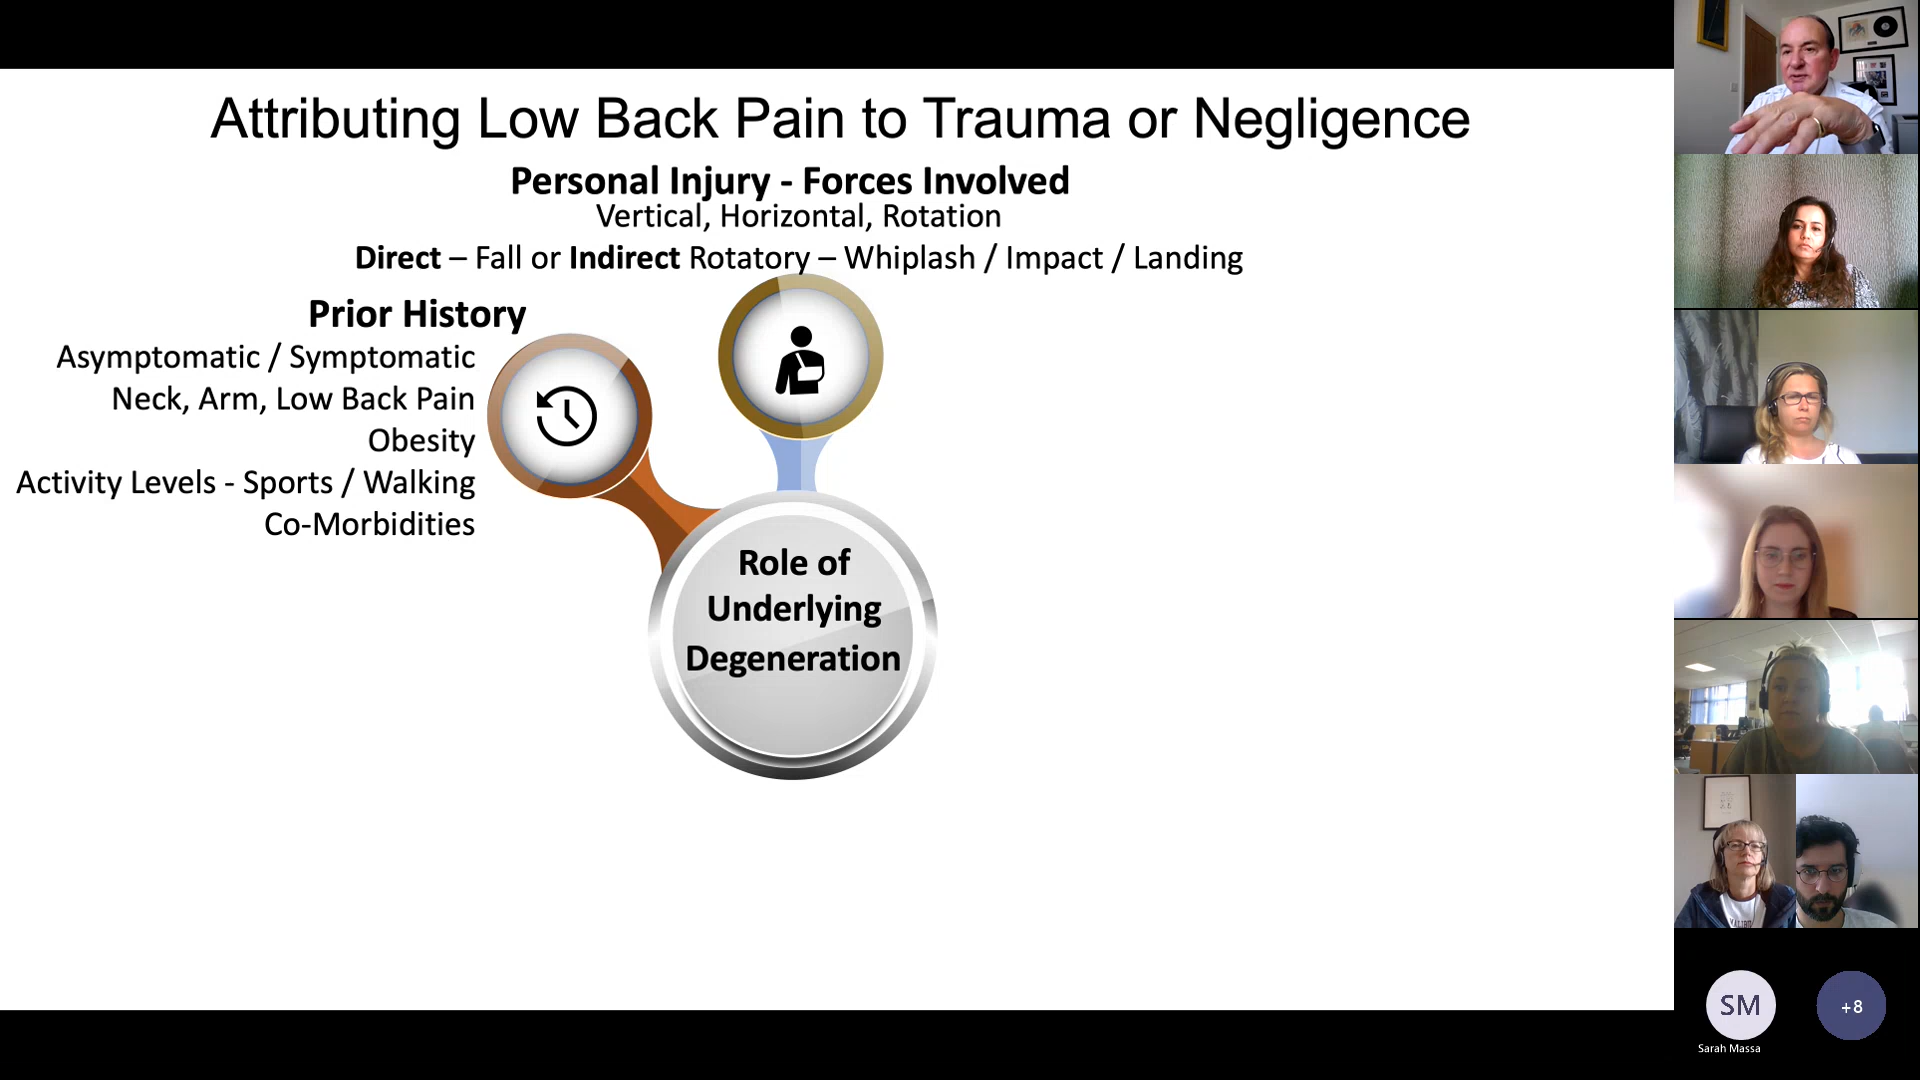 Attributing Low Back Pain to Trauma or Negligence
Personal Injury - Forces Involved
Vertical, Horizontal, Rotation
Direct – Fall or Indirect Rotatory – Whiplash / Impact / Landing
Prior History
Asymptomatic / Symptomatic
Neck, Arm, Low Back Pain
Obesity
Activity Levels - Sports / Walking
Co-Morbidities
Role of
Underlying
Degeneration
SM
+8
Sarah Massa